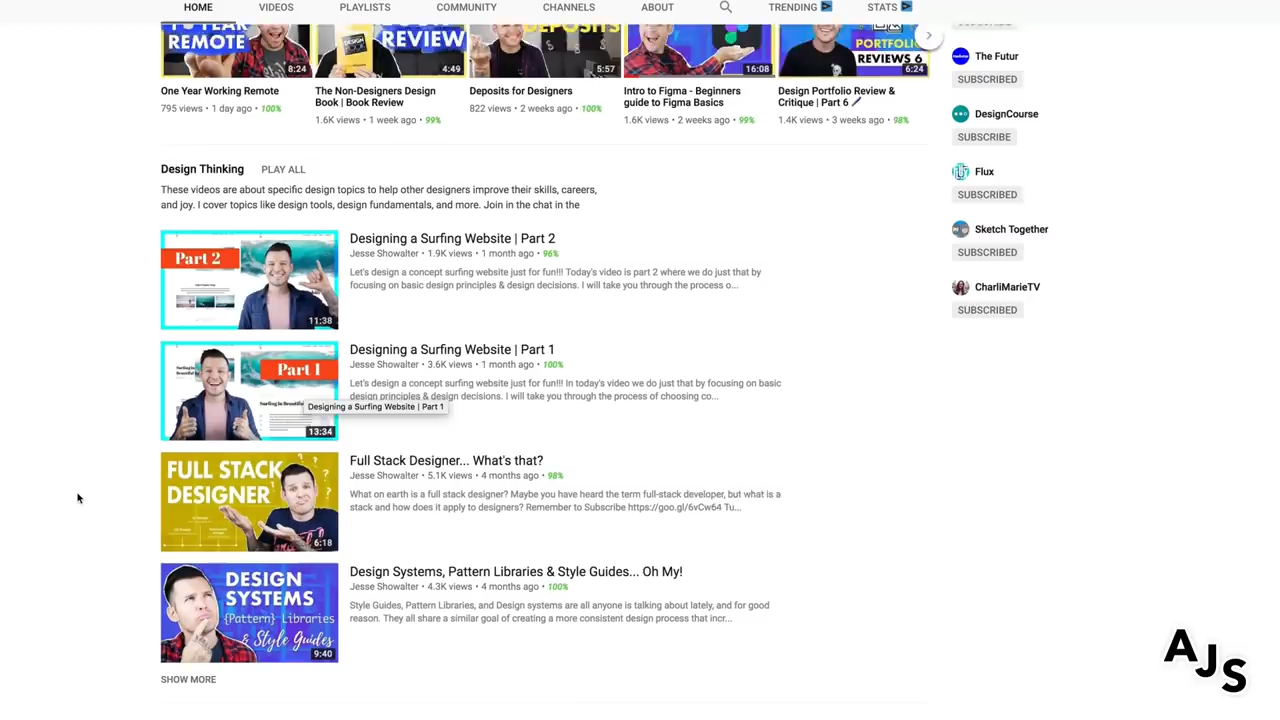 HOME VIDEOS PLAYLISTS COMMUNITY CHANNELS ABOUT TRENDING STATS
REMOTE
8:24
REVIEW
4:49
DEPOSITS
5:57
16:08
PORTFOLIO
REVIEWS 6
6:24
One Year Working Remote
795 views • 1 day ago • 100%
The Non-Designers Design
Book | Book Review
1.6K views • 1 week ago • 99%
Deposits for Designers
822 views • 2 weeks ago • 100%
Intro to Figma - Beginners
guide to Figma Basics
1.6K views • 2 weeks ago • 99%
Design Portfolio Review &
Critique | Part 6
1.4K views • 3 weeks ago • 98%
Design Thinking PLAY ALL
These videos are about specific design topics to help other designers improve their skills, careers,
and joy. I cover topics like design tools, design fundamentals, and more. Join in the chat in the
Part 2
11:38
Designing a Surfing Website | Part 2
Jesse Showalter • 1.9K views • 1 month ago • 96%
Let's design a concept surfing website just for fun!!! Today's video is part 2 where we do just that by
focusing on basic design principles & design decisions. I will take you through the process o...
Part 1
13:34
Designing a Surfing Website | Part 1
Jesse Showalter • 3.6K views • 1 month ago • 100%
Let's design a concept surfing website just for fun!!! In today's video we do just that by focusing on basic
design principles & design decisions. I will take you through the process of choosing co...
Designing a Surfing Website | Part 1
FULL STACK
DESIGNER
6:18
Full Stack Designer... What's that?
Jesse Showalter • 5.1K views • 4 months ago • 98%
What on earth is a full stack designer? Maybe you have heard the term full-stack developer, but what is a
stack and how does it apply to designers? Remember to Subscribe https://goo.gl/6vCw64 Tu...
DESIGN
SYSTEMS
{Pattern} Libraries
& Style Guides
9:40
Design Systems, Pattern Libraries & Style Guides... Oh My!
Jesse Showalter • 4.3K views • 4 months ago • 100%
Style Guides, Pattern Libraries, and Design systems are all anyone is talking about lately, and for good
reason. They all share a similar goal of creating a more consistent design process that incr...
SHOW MORE
SUBSCRIBED
The Futur
SUBSCRIBED
DesignCourse
SUBSCRIBE
Flux
SUBSCRIBED
Sketch Together
SUBSCRIBED
CharliMarieTV
SUBSCRIBED
AJS